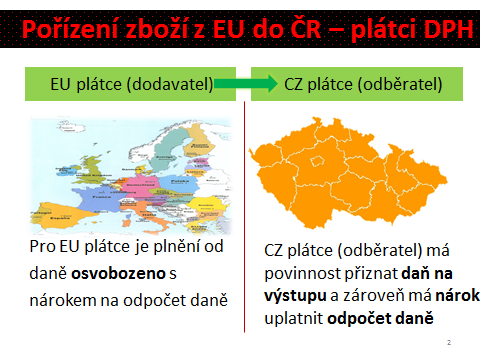 Pořízení zboží z EU do ČR – plátci DPH
EU plátce (dodavatel)
CZ plátce (odběratel)
Pro EU plátce je plnění od
daně osvobozeno s
nárokem na odpočet daně
CZ plátce (odběratel) má
povinnost přiznat daň na
výstupu a zároveň má nárok
uplatnit odpočet daně
2